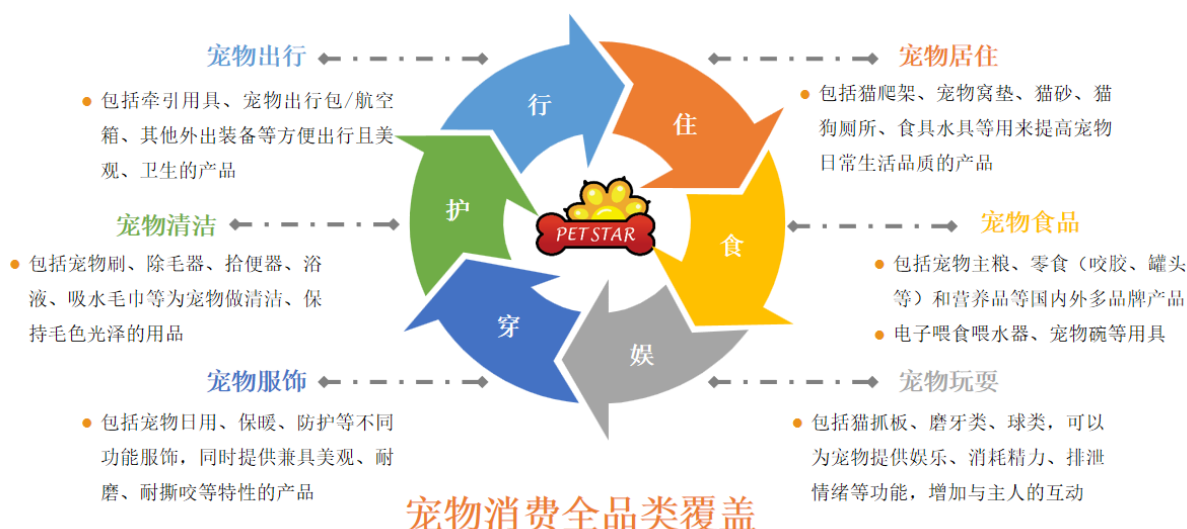 宠物出行
包括牵引用具、宠物出行包/航空
箱、其他外出装备等方便出行且美
观、卫生的产品
宠物清洁
包括宠物刷、除毛器、拾便器、浴
液、吸水毛巾等为宠物做清洁、保
持毛色光泽的用品
宠物服饰
包括宠物日用、保暖、防护等不同
功能服饰，同时提供兼具美观、耐
磨、耐撕咬等特性的产品
行
住
食
娱
穿
护
PET STAR
宠物居住
包括猫爬架、宠物窝垫、猫砂、猫
狗厕所、食具水具等用来提高宠物
日常生活品质的产品
宠物食品
包括宠物主粮、零食（咬胶、罐头
等）和营养品等国内外多品牌产品
电子喂食喂水器、宠物碗等用具
宠物玩耍
包括猫抓板、磨牙类、球类，可以
为宠物提供娱乐、消耗精力、排泄
情绪等功能，增加与主人的互动
宠物消费全品类覆盖